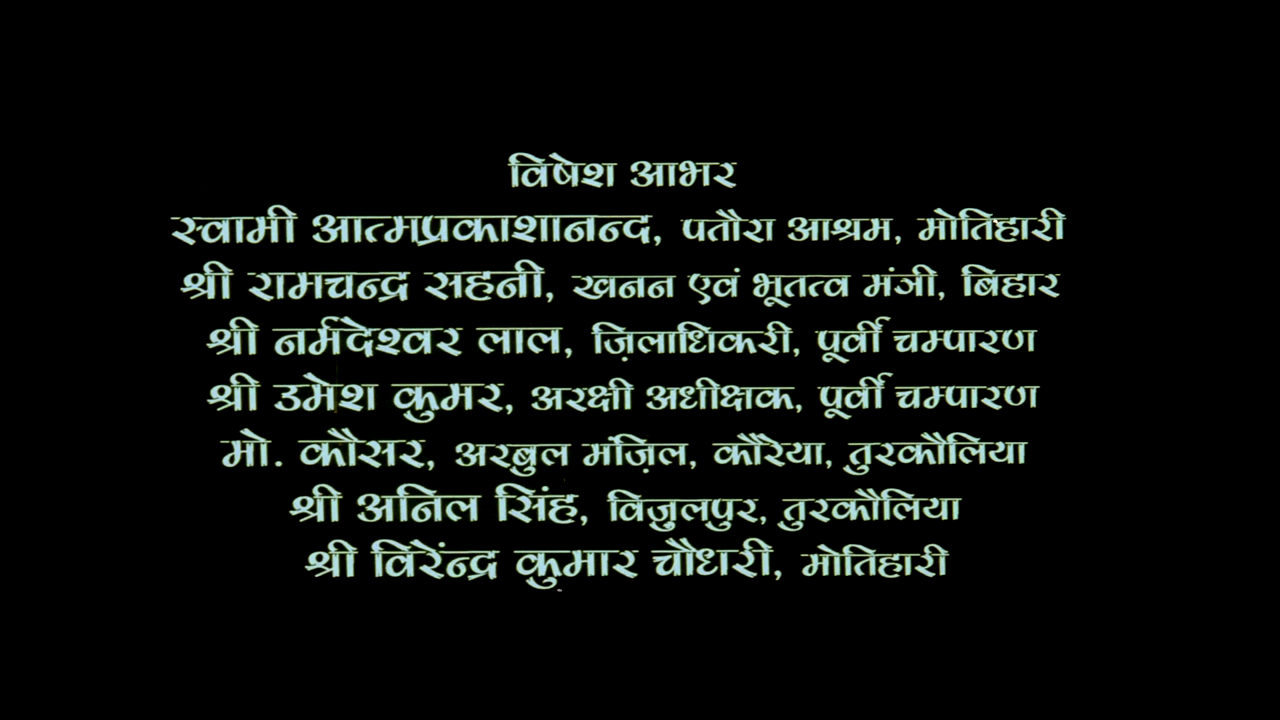 विषेश आभर
स्वामी आत्मप्रकाशानन्द, पतौरा आश्रम, मोतिहारी
श्री रामचन्द्र सहनी, खनन एवं भूतत्व मंत्री, बिहार
श्री नर्मदेश्वर लाल, ज़िलाधिकरी, पूर्वी चम्पारण
श्री उमेश कुमर, अरक्षी अधीक्षक, पूर्वी चम्पारण
मो. कौसर, अरबुल मंज़िल, कौरैया, तुरकौलिया
श्री अनिल सिंह, विजुलपुर, तुरकौलिया
श्री विरेंन्द्र कुमार चौधरी, मोतिहारी